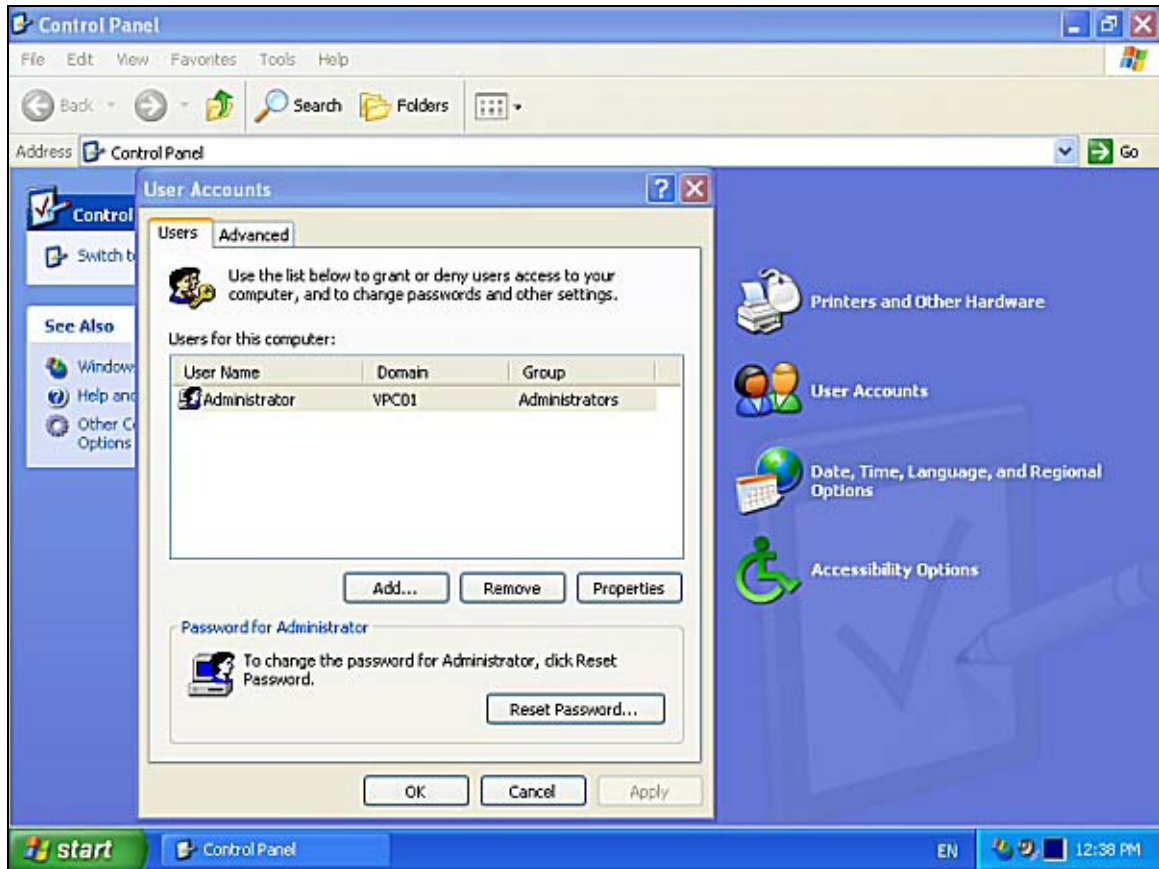 Control Panel
File Edit View Favorites Tools Help
Back Search Folders
Address Control Panel Go
Control
Switch t
See Also
Window
Help and
Other C
Options
User Accounts
Users Advanced
Use the list below to grant or deny users access to your
computer, and to change passwords and other settings.
Users for this computer:
User Name Domain Group
Administrator VPC01 Administrators
Add... Remove Properties
Password for Administrator
To change the password for Administrator, click Reset
Password.
Reset Password...
OK Cancel Apply
Printers and Other Hardware
User Accounts
Date, Time, Language, and Regional
Options
Accessibility Options
start Control Panel EN 12:38 PM